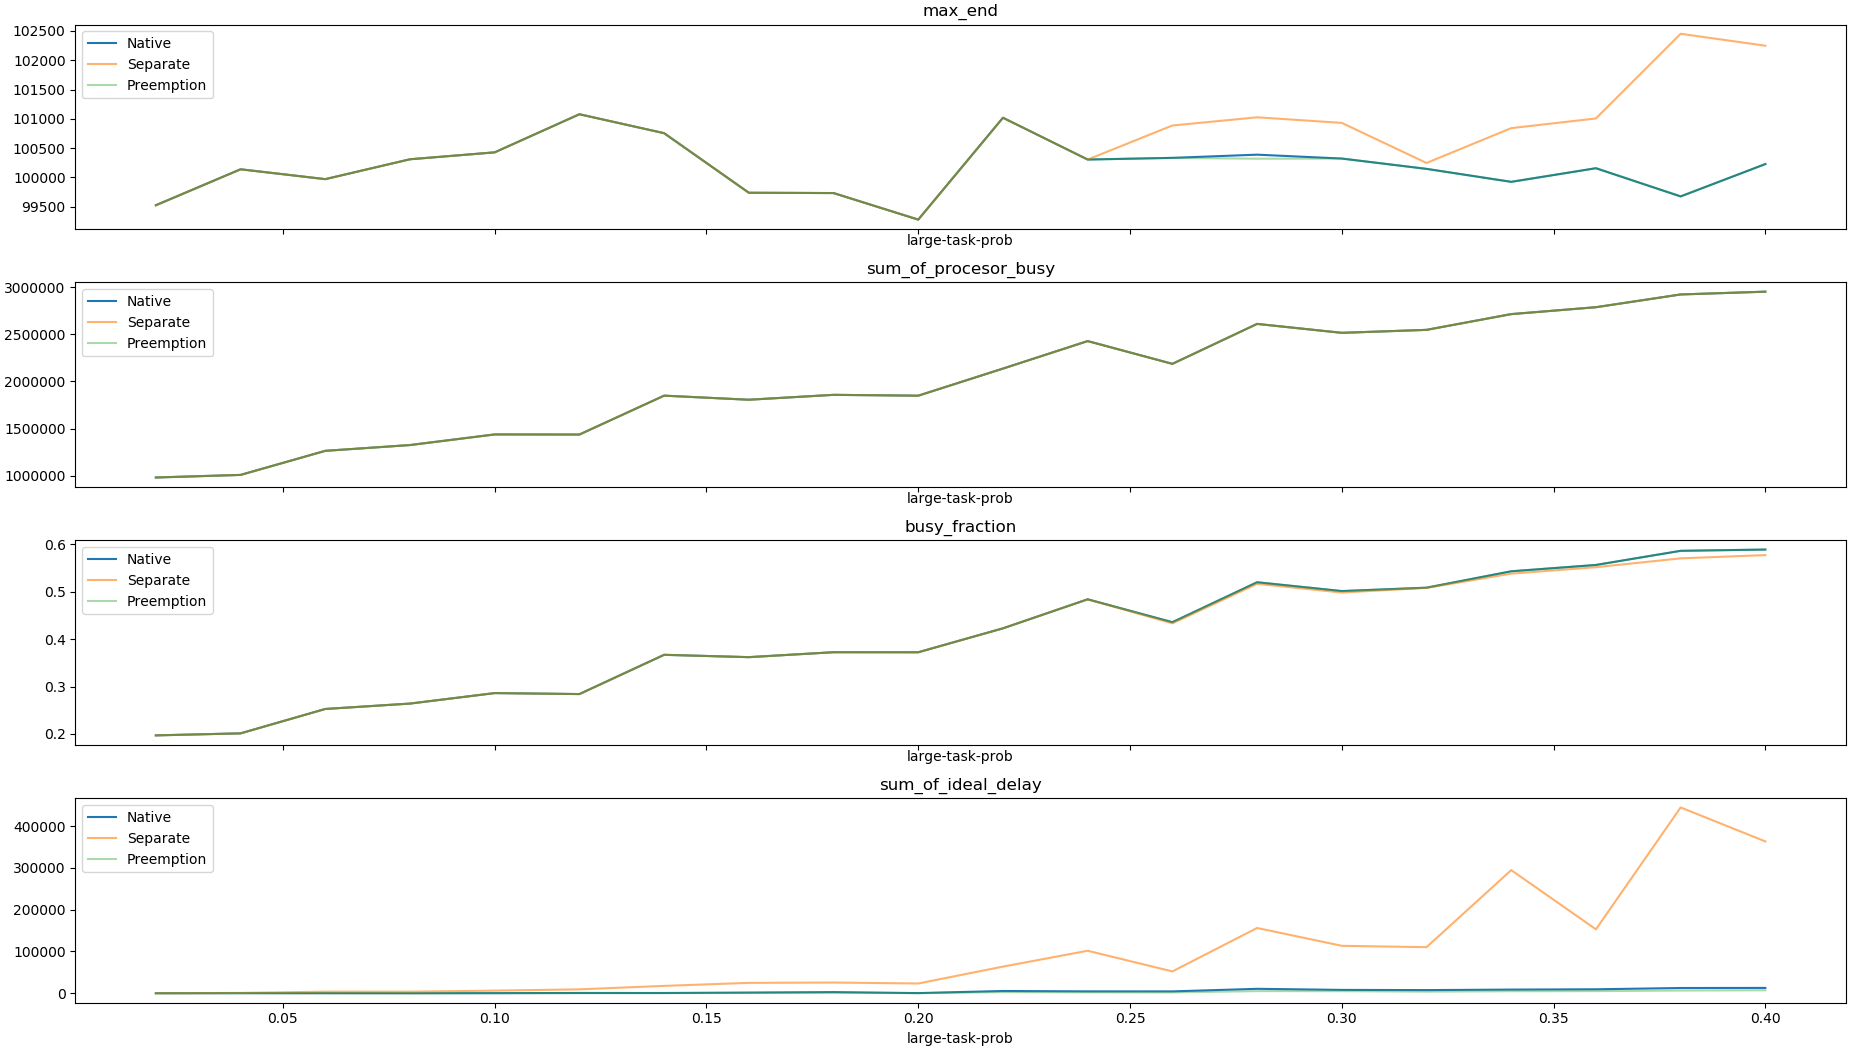 max_end
102500
102000
101500
101000
100500
100000
99500
Native
Separate
Preemption
large-task-prob
sum_of_procesor_busy
3000000
2500000
2000000
1500000
1000000
Native
Separate
Preemption
large-task-prob
busy_fraction
0.6
0.5
0.4
0.3
0.2
Native
Separate
Preemption
large-task-prob
sum_of_ideal_delay
400000
300000
200000
100000
0
Native
Separate
Preemption
0.05 0.10 0.15 0.20 0.25 0.30 0.35 0.40
large-task-prob